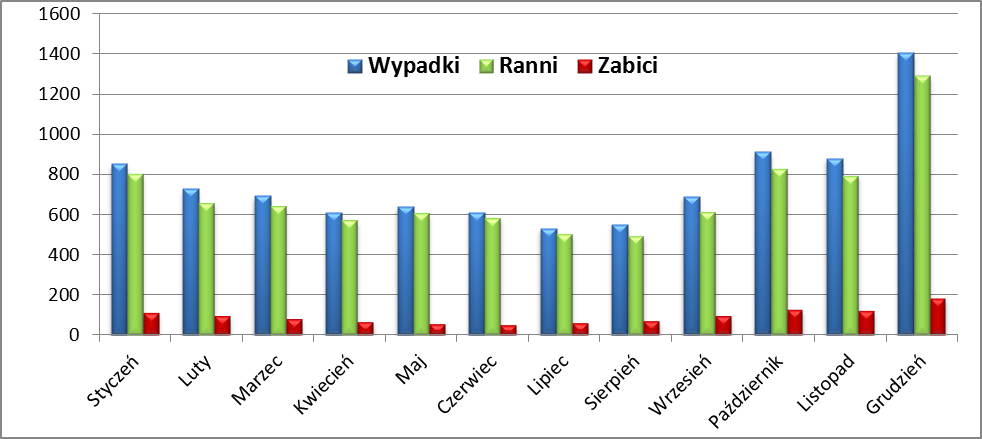 1600
1400
1200
1000
800
600
400
200
0
Wypadki Ranni Zabici
Styczeń
Luty
Marzec
Kwiecień
Maj
Czerwiec
Lipiec
Sierpień
Wrzesień
Październik
Listopad
Grudzień